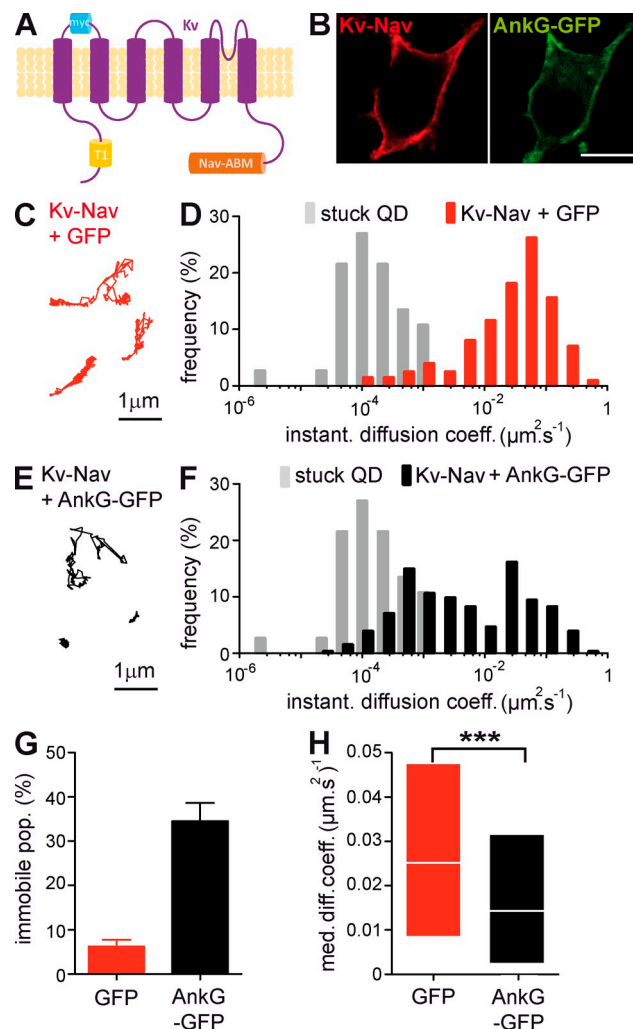 A
myc
Kv
T1
Nav-ABM
B
Kv-Nav
AnkG-GFP
C
Kv-Nav
+ GFP
1µm
D
stuck QD
Kv-Nav + GFP
frequency (%)
30
20
10
0
10-6
10-4
10-2
1
instant. diffusion coeff. (µm2.s-1)
E
Kv-Nav
+ AnkG-GFP
1µm
F
stuck QD
Kv-Nav + AnkG-GFP
frequency (%)
30
20
10
0
10-6
10-4
10-2
1
instant. diffusion coeff. (µm2.s-1)
G
immobile pop. (%)
50
40
30
20
10
0
GFP
AnkG
-GFP
H
***
med. diff. coeff. (µm.s2)-1
0.05
0.04
0.03
0.02
0.01
0
GFP
AnkG
-GFP